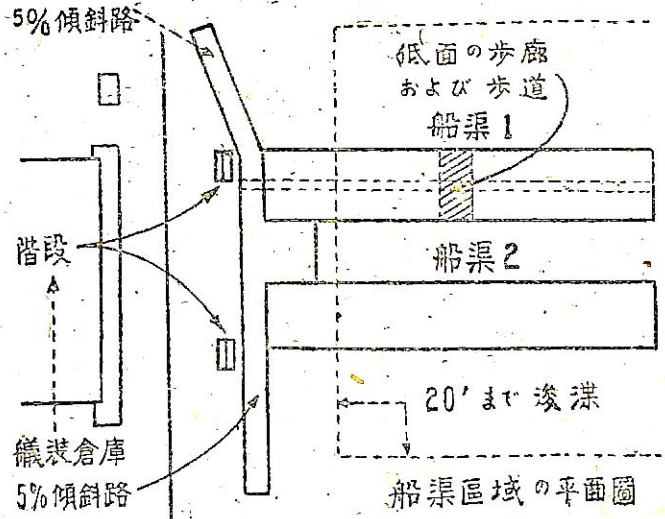 5%傾斜路
低面の歩廊
および歩道
船渠1
階段
船渠2
20'まで浚渫
艤装倉庫
5%傾斜路
船渠區域の平面圖